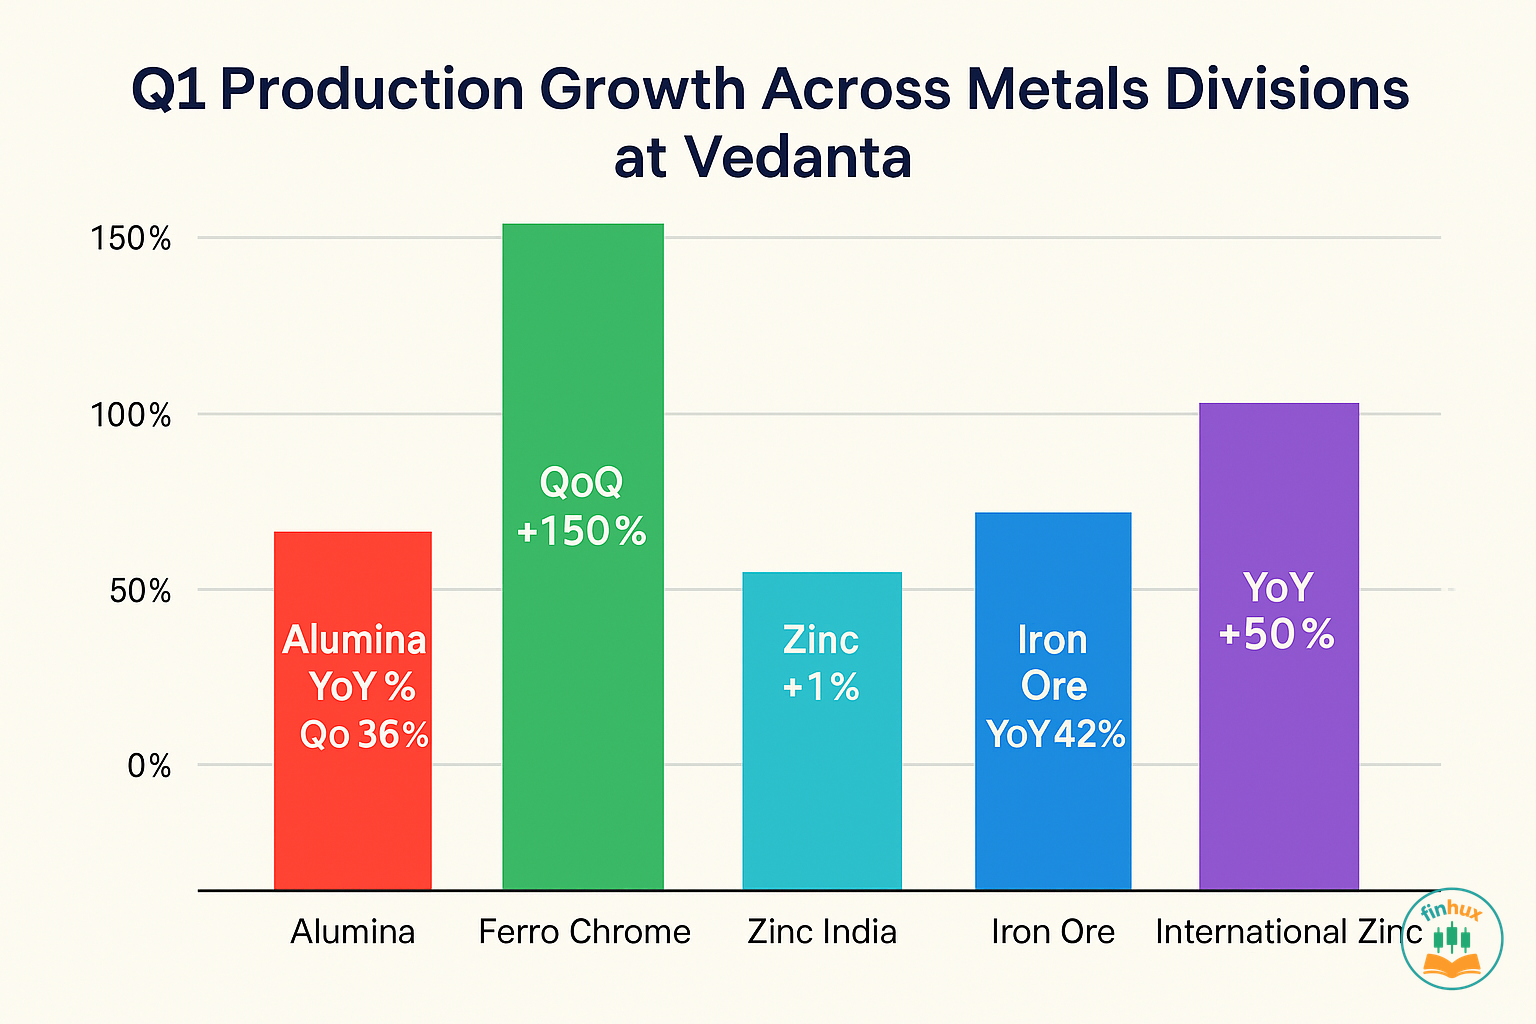 Q1 Production Growth Across Metals Divisions
at Vedanta
150%
100%
50%
0%
Alumina
YoY %
Qo 36%
QoQ
+150%
Zinc
+1%
Iron
Ore
YoY 42%
YoY
+50%
Alumina
Ferro Chrome
Zinc India
Iron Ore
International Zinc
finhux